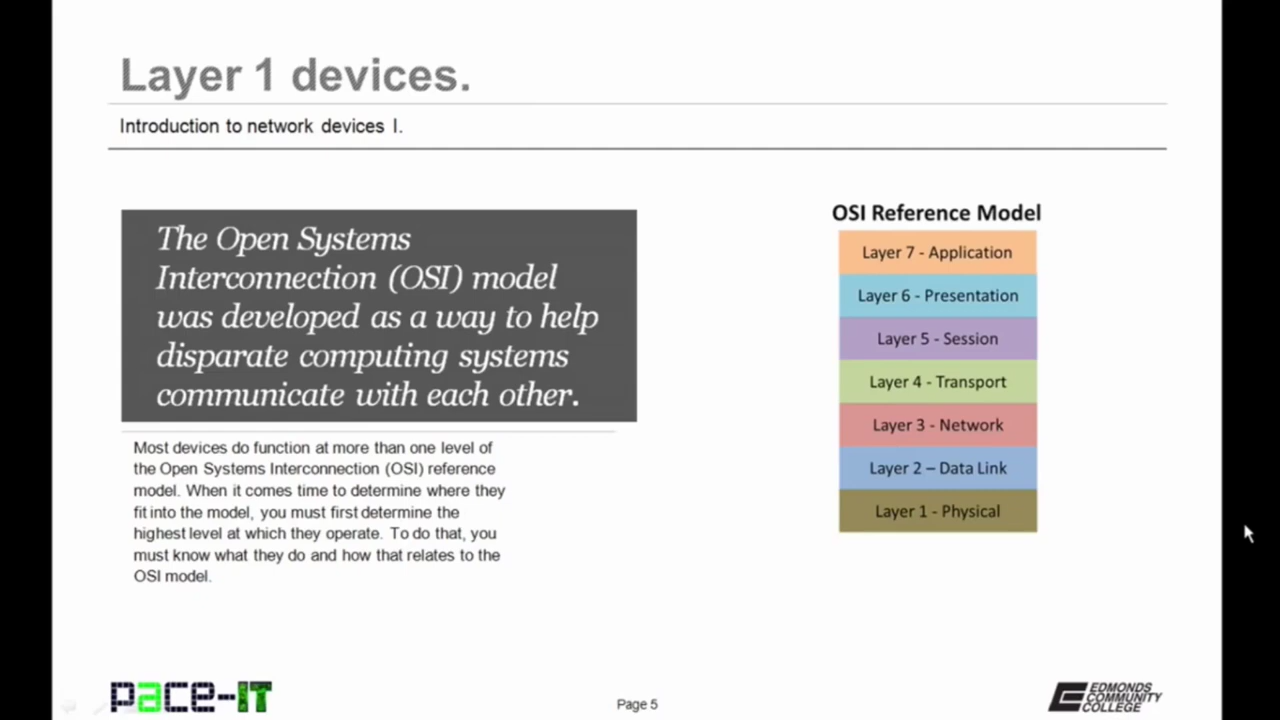 Layer 1 devices.
Introduction to network devices I.
The Open Systems
Interconnection (OSI) model
was developed as a way to help
disparate computing systems
communicate with each other.
Most devices do function at more than one level of
the Open Systems Interconnection (OSI) reference
model. When it comes time to determine where they
fit into the model, you must first determine the
highest level at which they operate. To do that, you
must know what they do and how that relates to the
OSI model.
OSI Reference Model
Layer 7 - Application
Layer 6 - Presentation
Layer 5 - Session
Layer 4 - Transport
Layer 3 - Network
Layer 2 – Data Link
Layer 1 - Physical
pace-IT
Page 5
EDMONDS
COMMUNITY
COLLEGE